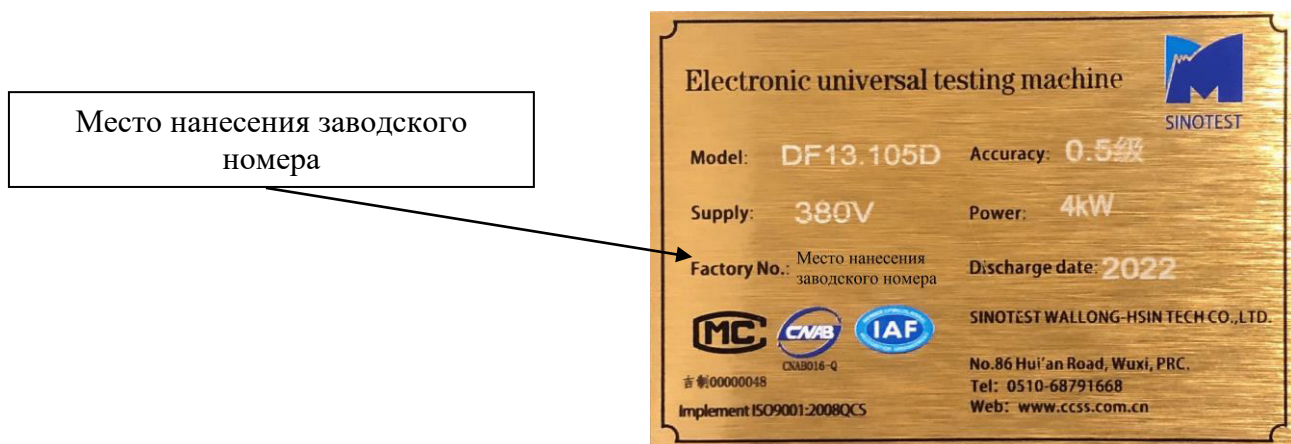 Место нанесения заводского
номера
Electronic universal testing machine
SINOTEST
Model: DF13.105D Accuracy: 0.5级
Supply: 380V Power: 4kW
Factory No.: Место нанесения
заводского номера
Discharge date: 2022
MC CNAB IAF
CNAB016-Q
吉制00000048
Implement ISO9001:2008QCS
SINOTEST WALLONG-HSIN TECH CO.,LTD.
No.86 Hui'an Road, Wuxi, PRC.
Tel: 0510-68791668
Web: www.ccss.com.cn